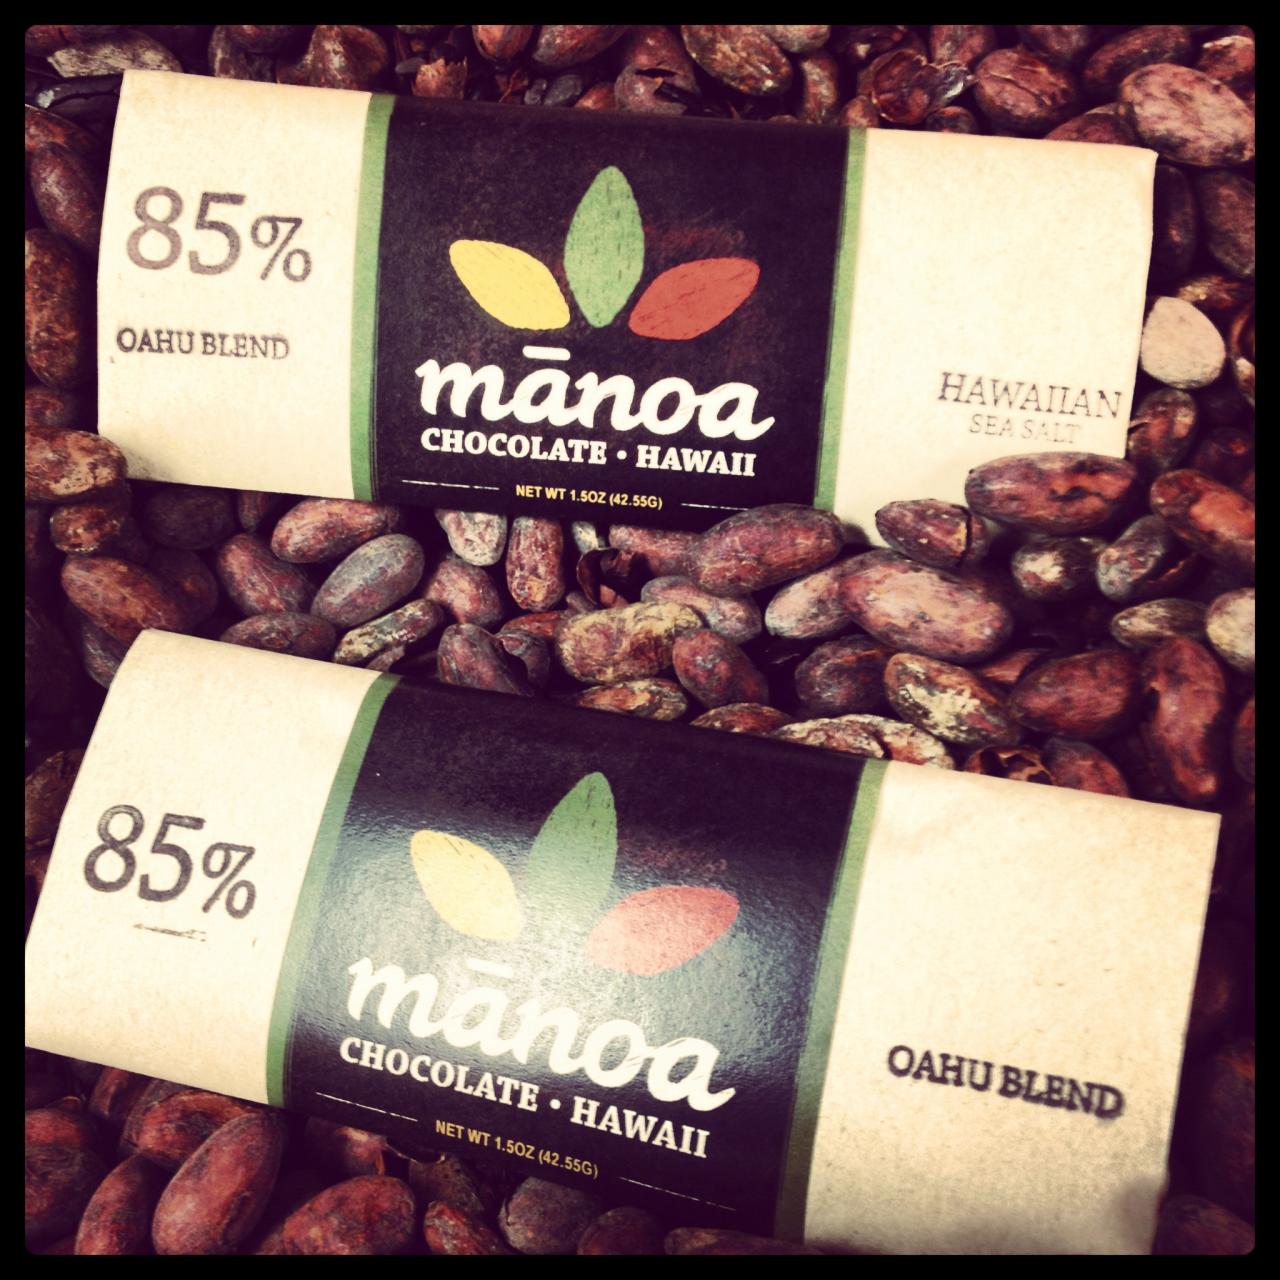 85%
OAHU BLEND
mānoa
CHOCOLATE • HAWAII
NET WT 1.5OZ (42.55G)
HAWAIIAN
SEA SALT
85%
mānoa
CHOCOLATE • HAWAII
NET WT 1.5OZ (42.55G)
OAHU BLEND